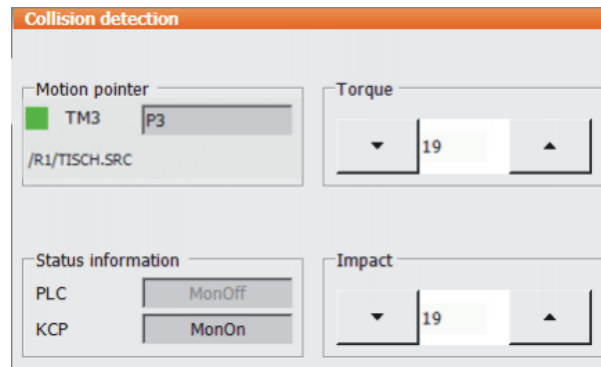 Collision detection
Motion pointer
TM3 P3
/R1/TISCH.SRC
Torque
19
Status information
PLC MonOff
KCP MonOn
Impact
19